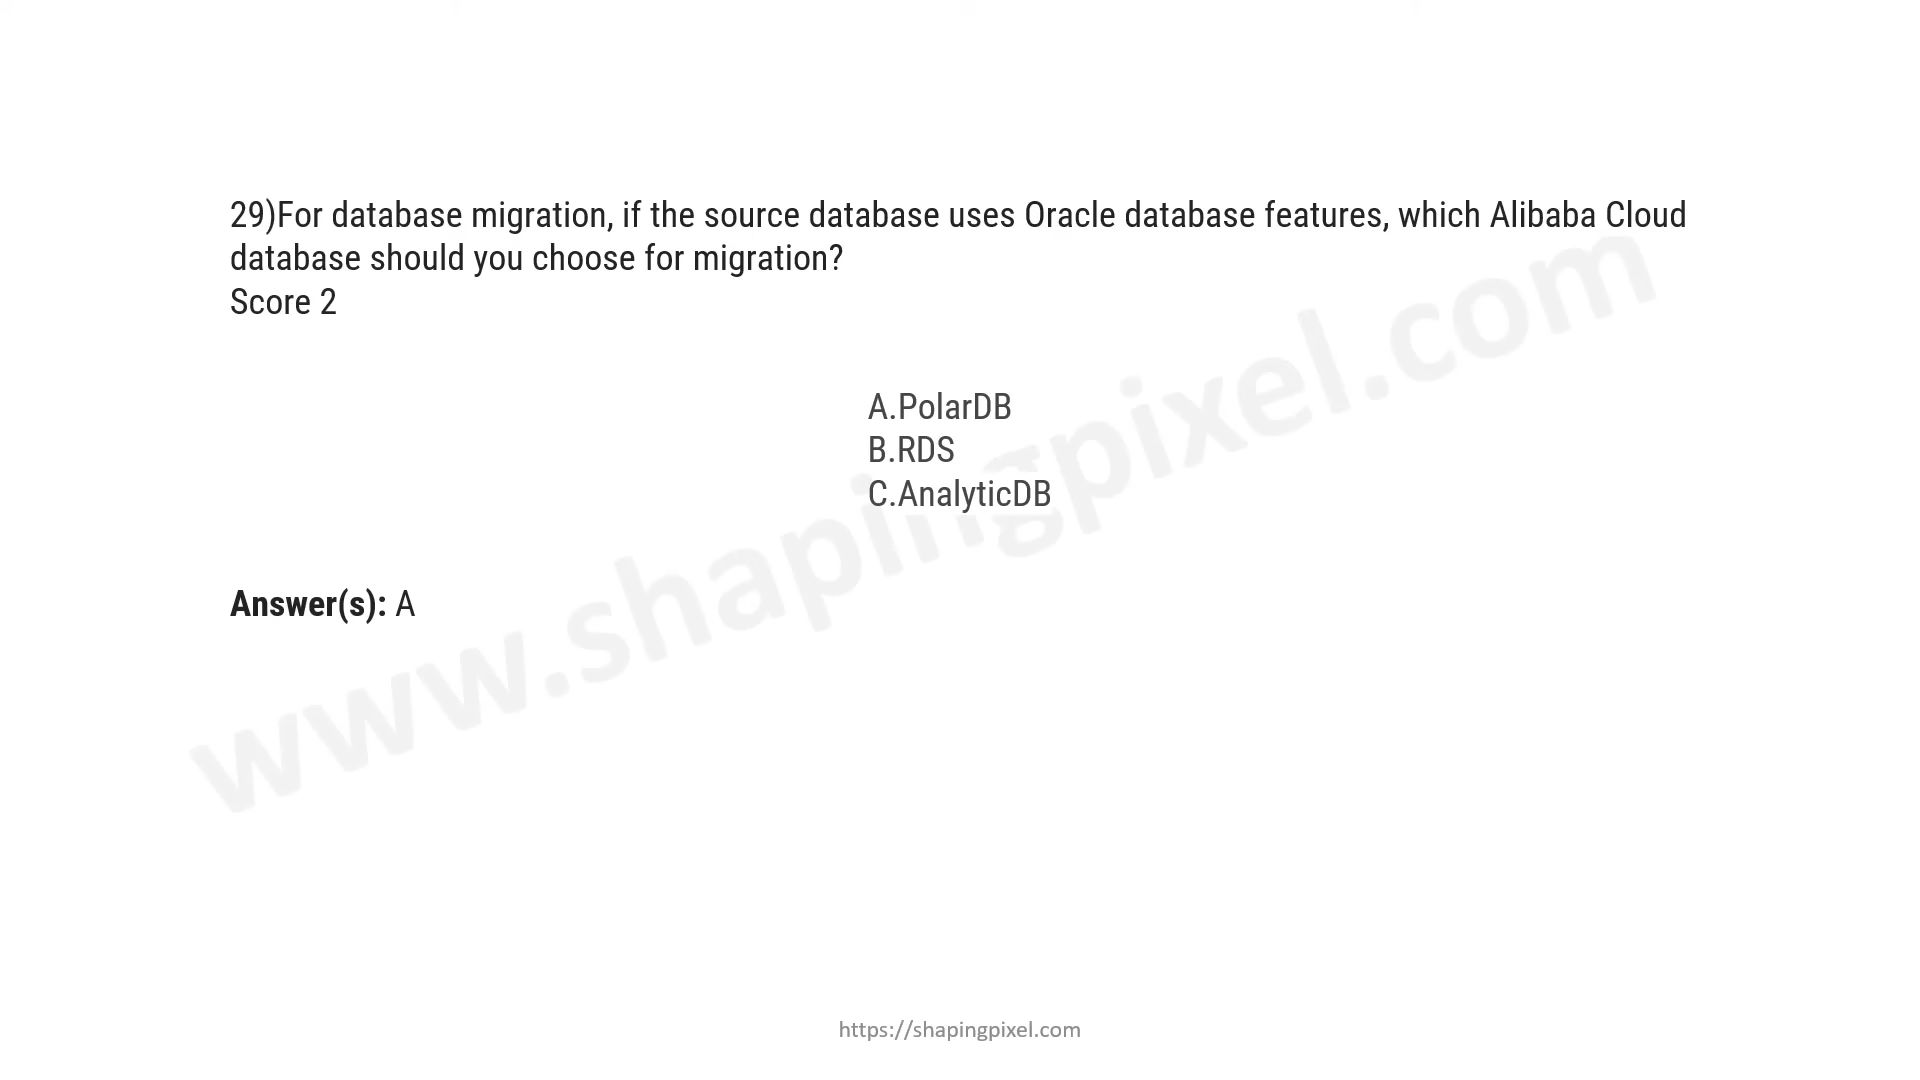 29)For database migration, if the source database uses Oracle database features, which Alibaba Cloud
database should you choose for migration?
Score 2
A.PolarDB
B.RDS
C.AnalyticDB
Answer(s): A
www.shapingpixel.com
https://shapingpixel.com